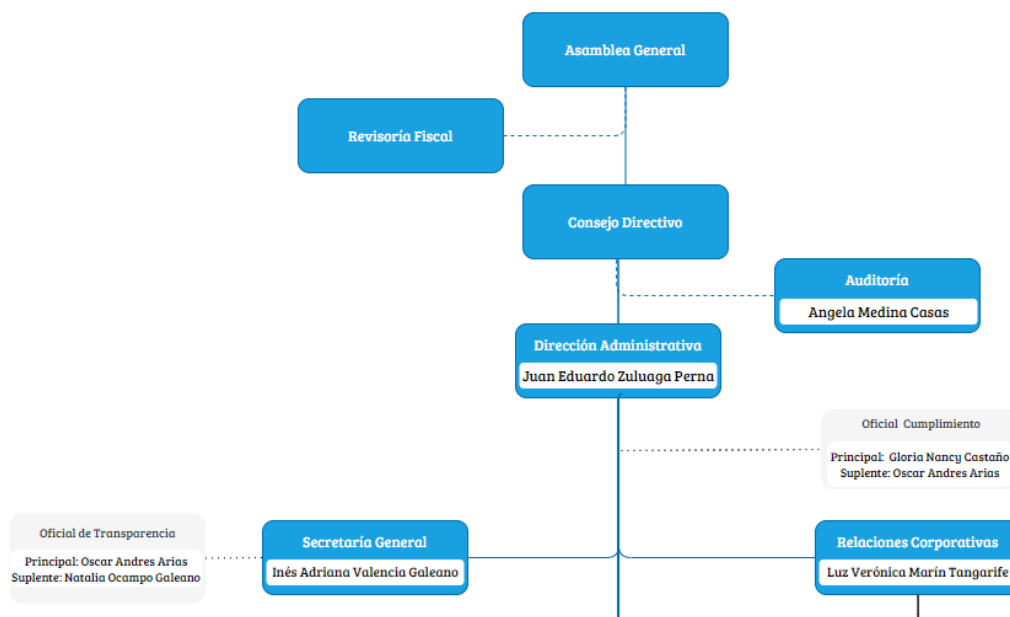 Asamblea General
Revisoría Fiscal
Consejo Directivo
Auditoría
Angela Medina Casas
Dirección Administrativa
Juan Eduardo Zuluaga Perna
Oficial Cumplimiento
Principal: Gloria Nancy Castaño
Suplente: Oscar Andres Arias
Oficial de Transparencia
Principal: Oscar Andres Arias
Suplente: Natalia Ocampo Galeano
Secretaría General
Inés Adriana Valencia Galeano
Relaciones Corporativas
Luz Verónica Marín Tangarife